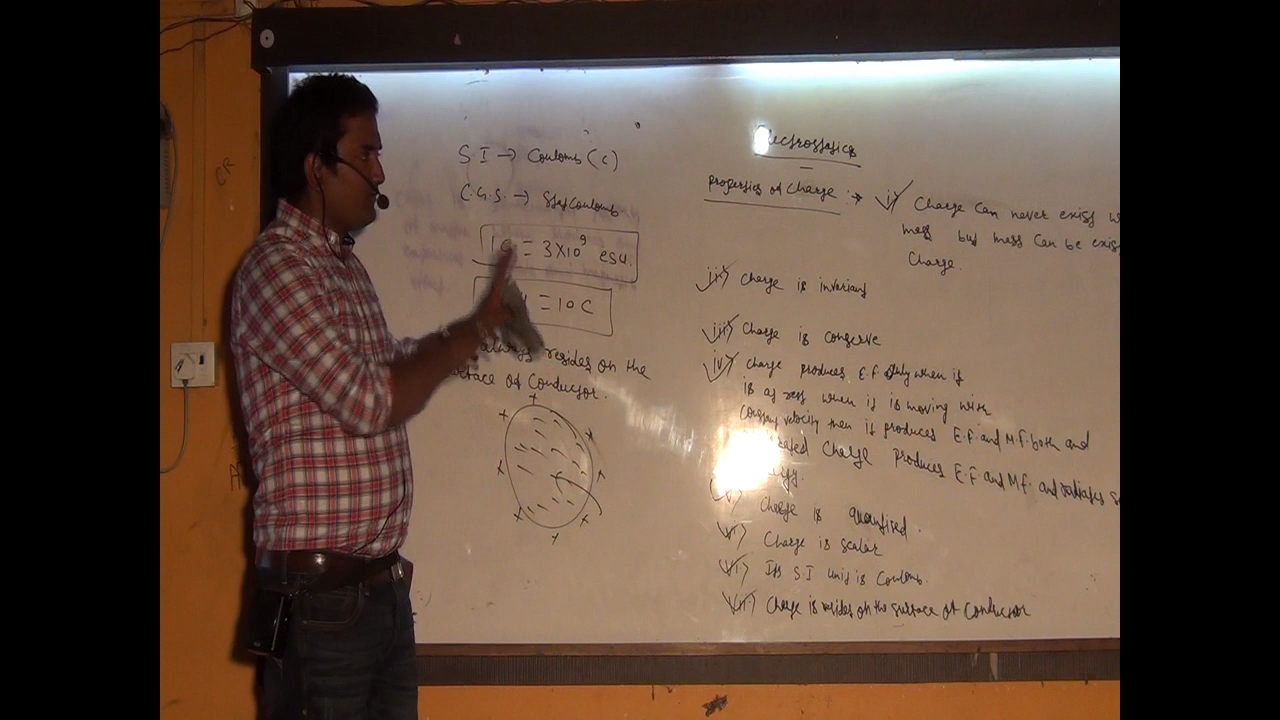 S I → Coulomb (C)
C.G.S. → Statcoulomb.
= 3×10⁹ esu.
= 10 C
always resides on the
of Conductor.
Electrostatics
properties of Charge :→ i) Charge can never exist
mass but mass can be exist
Charge.
ii) Charge is invariant
iii) Charge is conserve
iv) Charge produces E.F only when it
is at rest when it is moving with
constant velocity then it produces E.F. and M.F. both and
Charge produces E.F and M.F. and radiates
v) Charge is quantized.
vi) Charge is scalar
vi) Its S I unit is Coulomb.
vii) Charge is resides on the surface of Conductor
CR